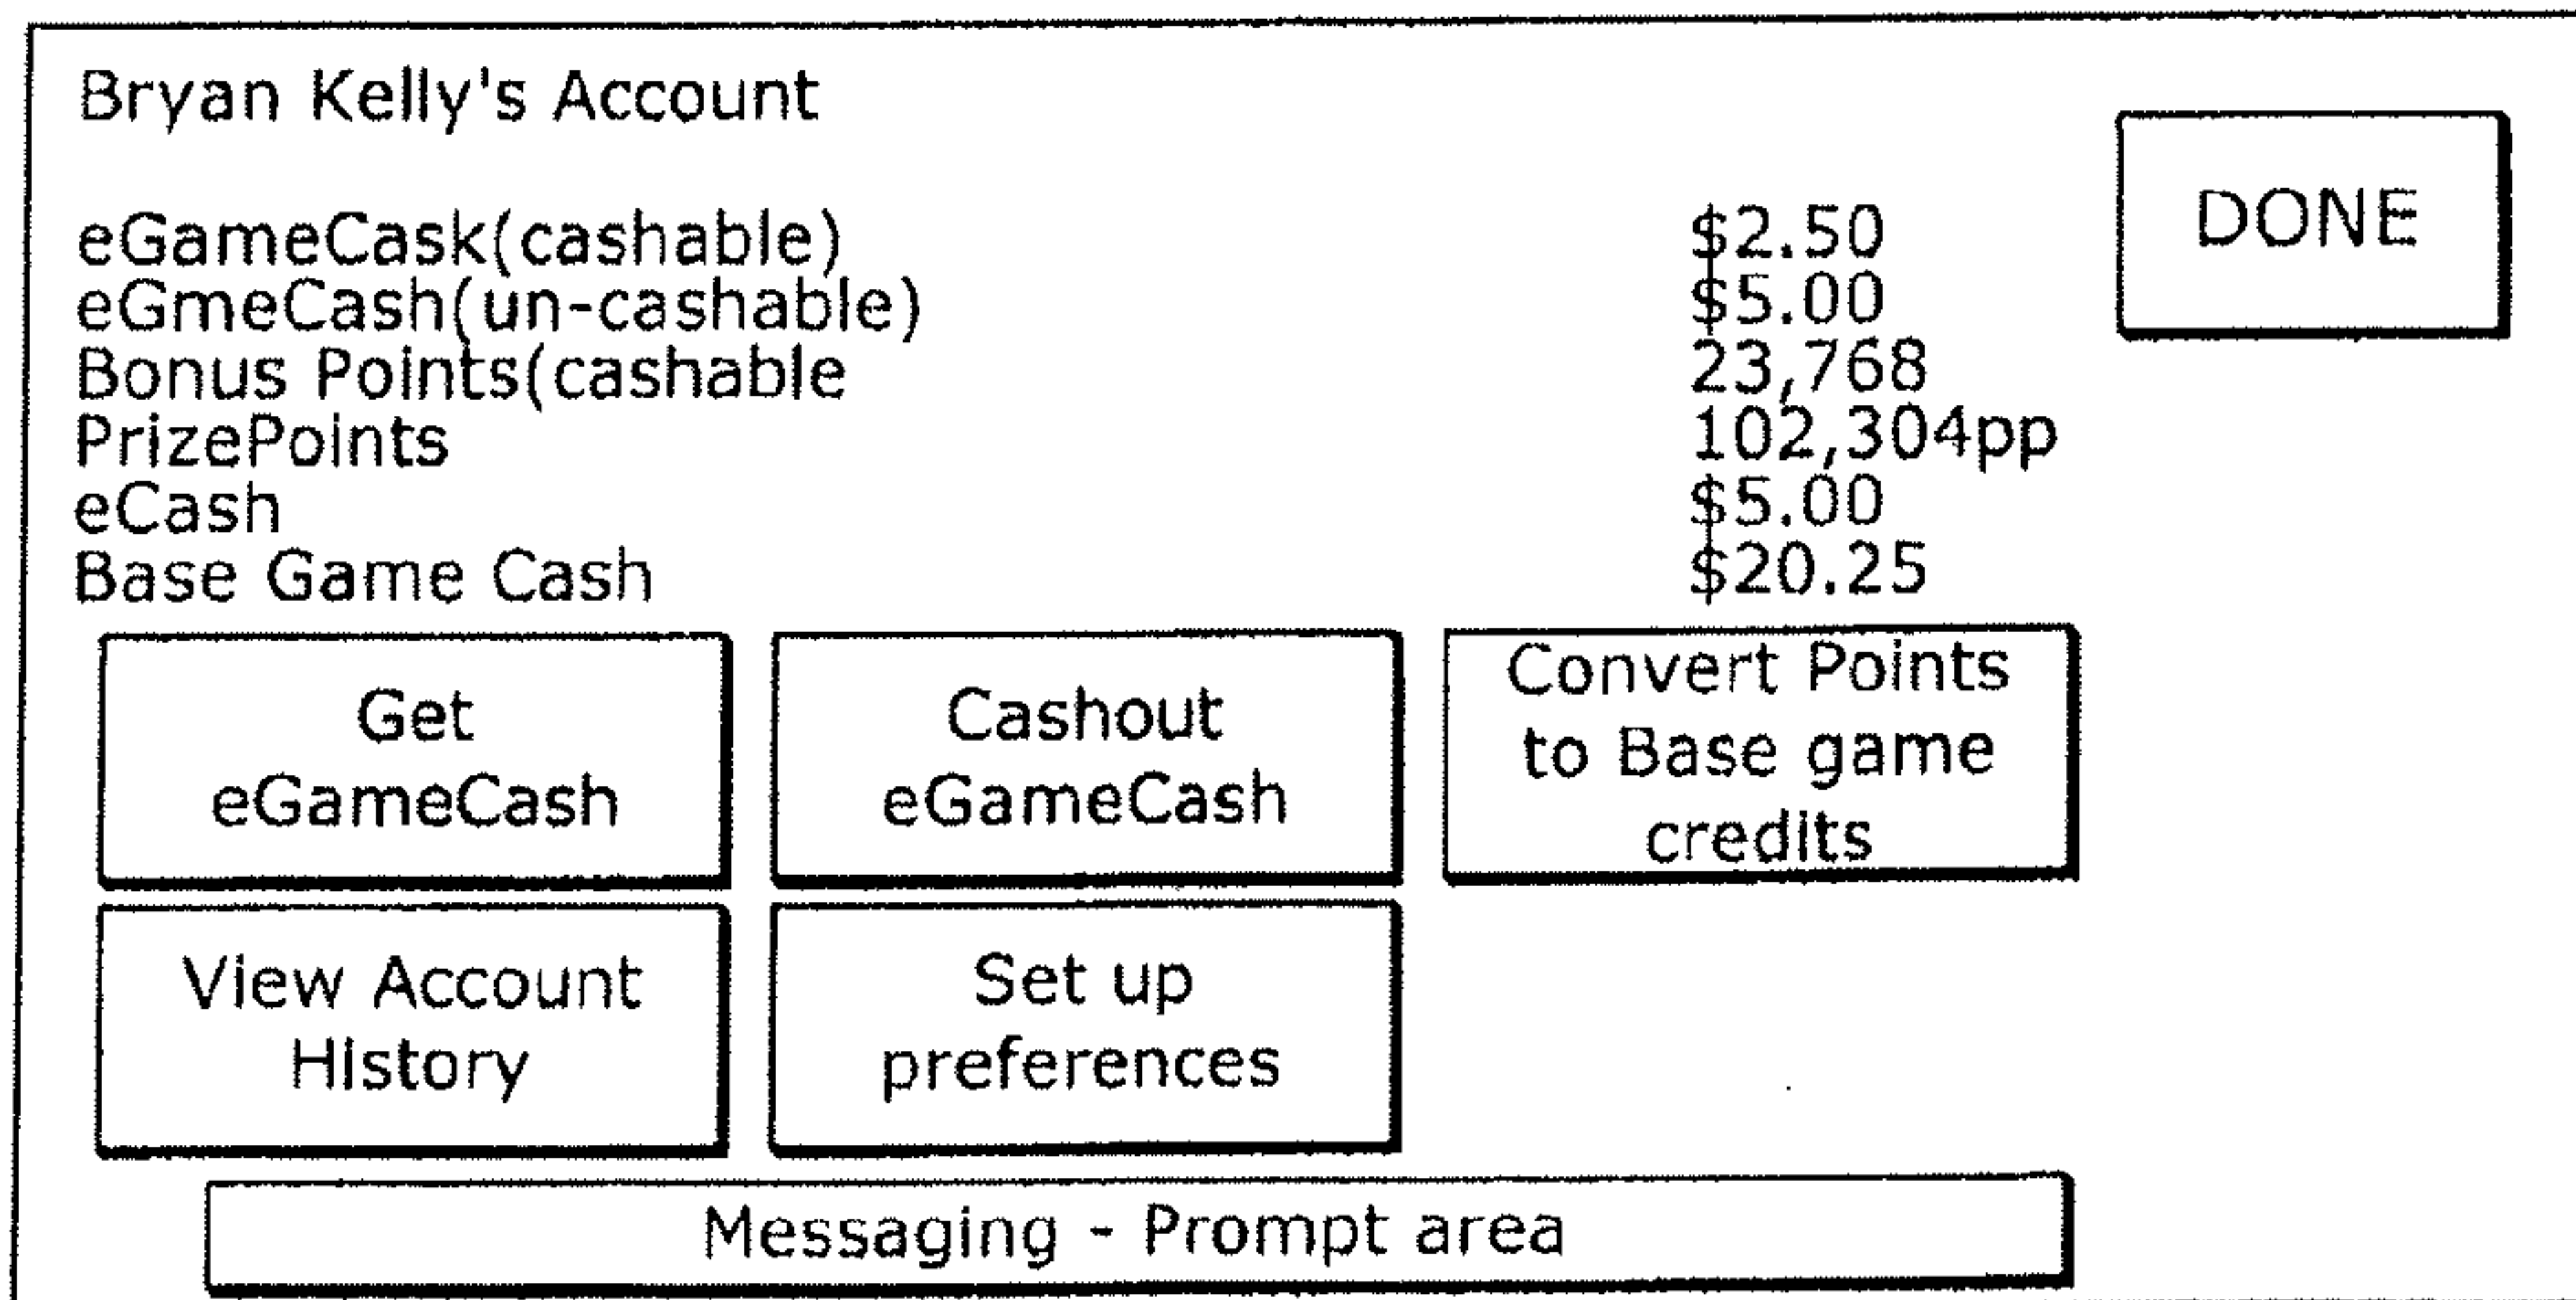 Bryan Kelly's Account
DONE
eGameCask(cashable) $2.50
eGmeCash(un-cashable) $5.00
Bonus Points(cashable 23,768
PrizePoints 102,304pp
eCash $5.00
Base Game Cash $20.25
Get
eGameCash
Cashout
eGameCash
Convert Points
to Base game
credits
View Account
History
Set up
preferences
Messaging - Prompt area